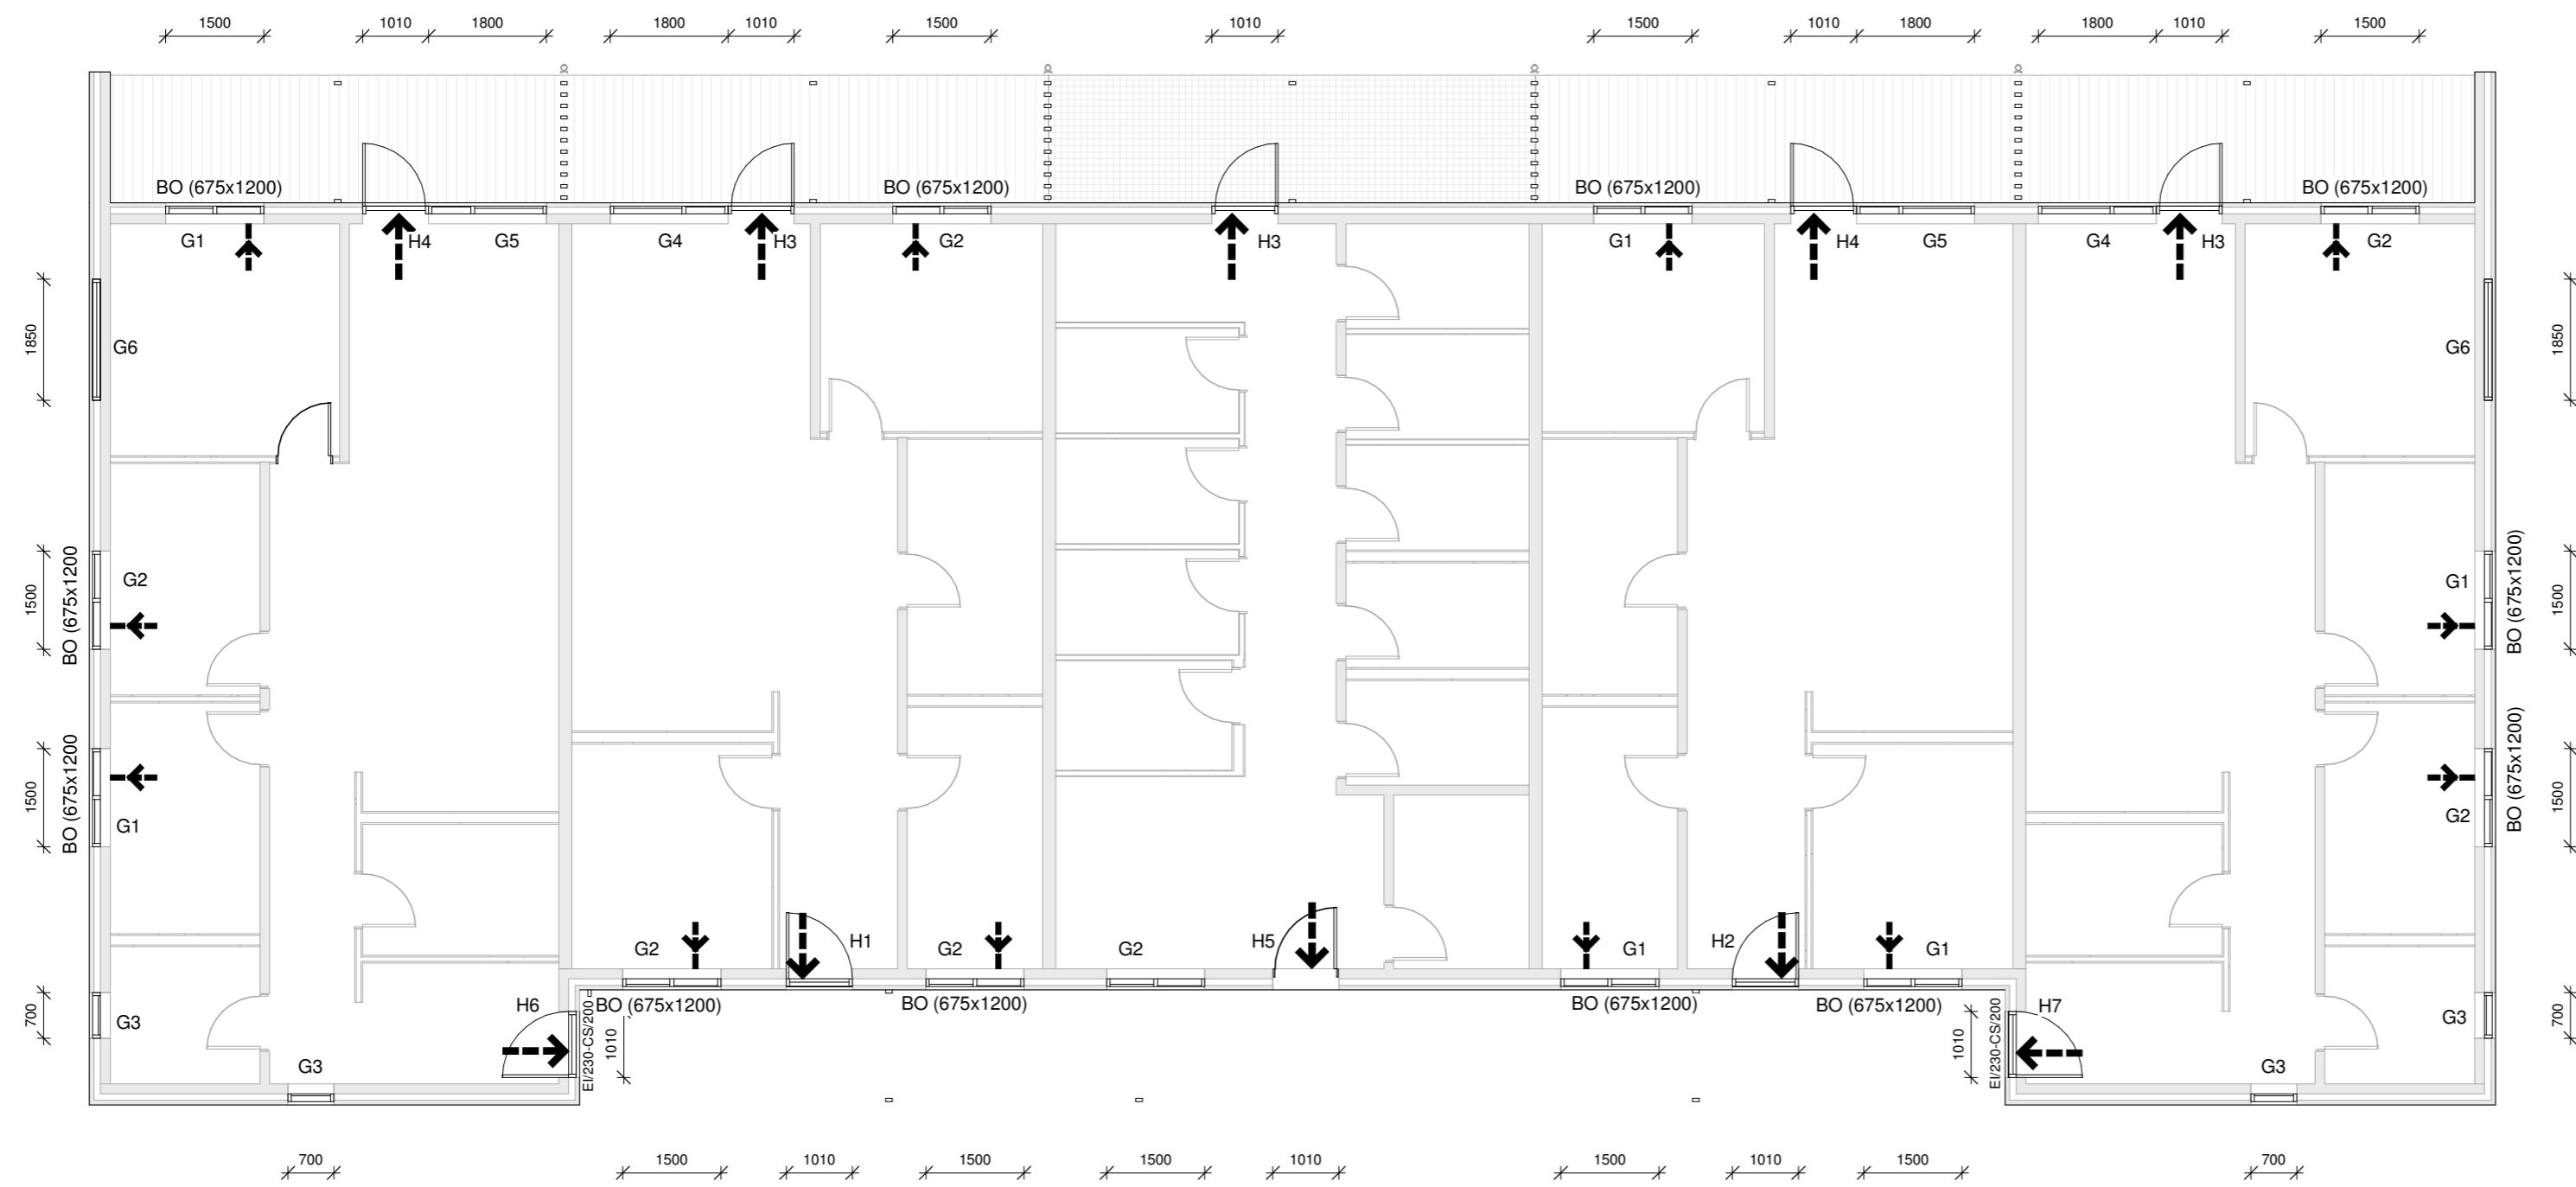 1500 1010 1800 1800 1010 1500 1010 1500 1010 1800 1800 1010 1500
BO (675x1200) BO (675x1200) BO (675x1200) BO (675x1200)
G1 H4 G5 G4 H3 G2 H3 G1 H4 G5 G4 H3 G2
1850 G6 G6 1850
1500 BO (675x1200 G2 G1 BO (675x1200) 1500
1500 BO (675x1200 G1 G2 BO (675x1200) 1500
G2 H1 G2 G2 H5 G1 H2 G1
H6 BO (675x1200) BO (675x1200) BO (675x1200) BO (675x1200) H7
700 G3 EI/230-CS/200 1010 1010 EI/230-CS/200 G3 700
G3 G3
700 1500 1010 1500 1500 1010 1500 1010 1500 700